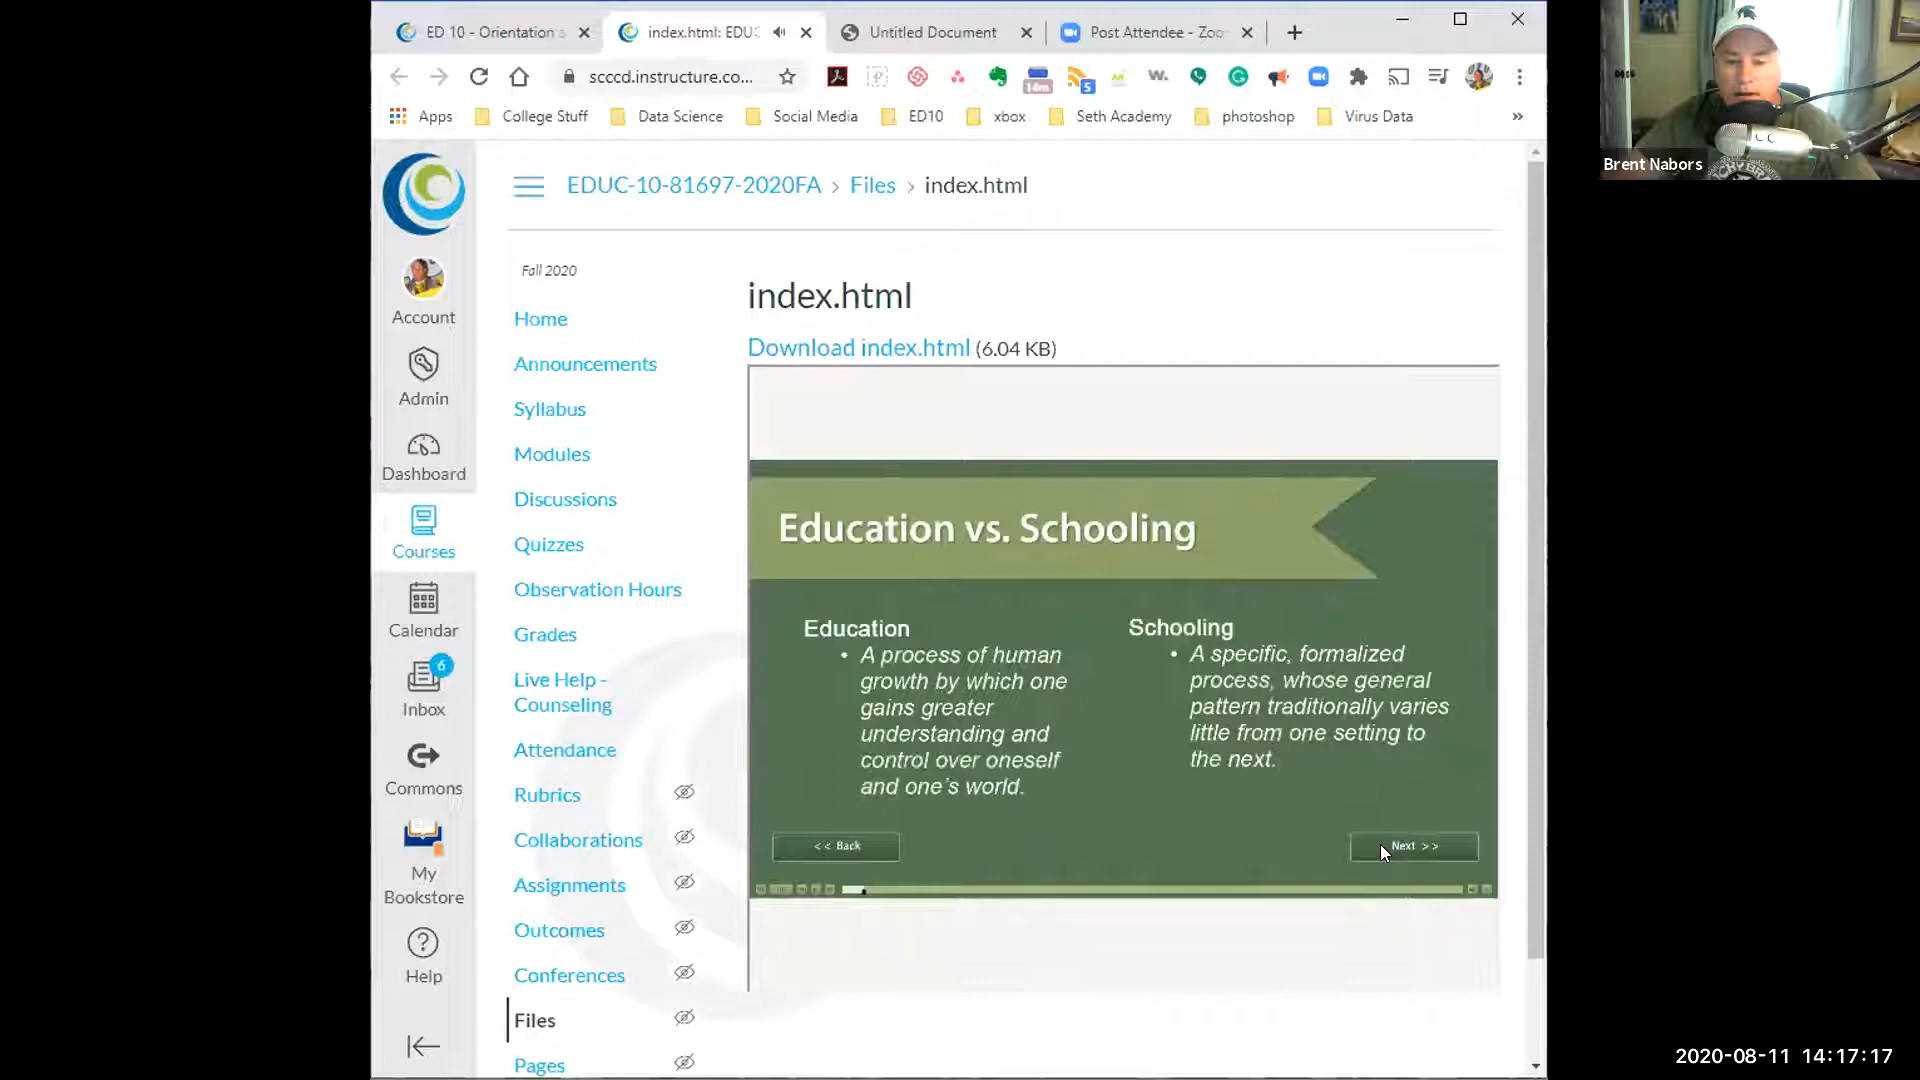 ED 10 - Orientation a
index.html: EDUC
Untitled Document
Post Attendee - Zoo
scccd.instructure.co...
14m
5
W.
Apps
College Stuff
Data Science
Social Media
ED10
xbox
Seth Academy
photoshop
Virus Data
»
Brent Nabors
EDUC-10-81697-2020FA > Files > index.html
Account
Admin
Dashboard
Courses
Calendar
6
Inbox
Commons
My
Bookstore
Help
Fall 2020
Home
Announcements
Syllabus
Modules
Discussions
Quizzes
Observation Hours
Grades
Live Help -
Counseling
Attendance
Rubrics
Collaborations
Assignments
Outcomes
Conferences
Files
Pages
index.html
Download index.html (6.04 KB)
Education vs. Schooling
Education
• A process of human
growth by which one
gains greater
understanding and
control over oneself
and one's world.
Schooling
• A specific, formalized
process, whose general
pattern traditionally varies
little from one setting to
the next.
<< Back
Next >>
2020-08-11 14:17:17